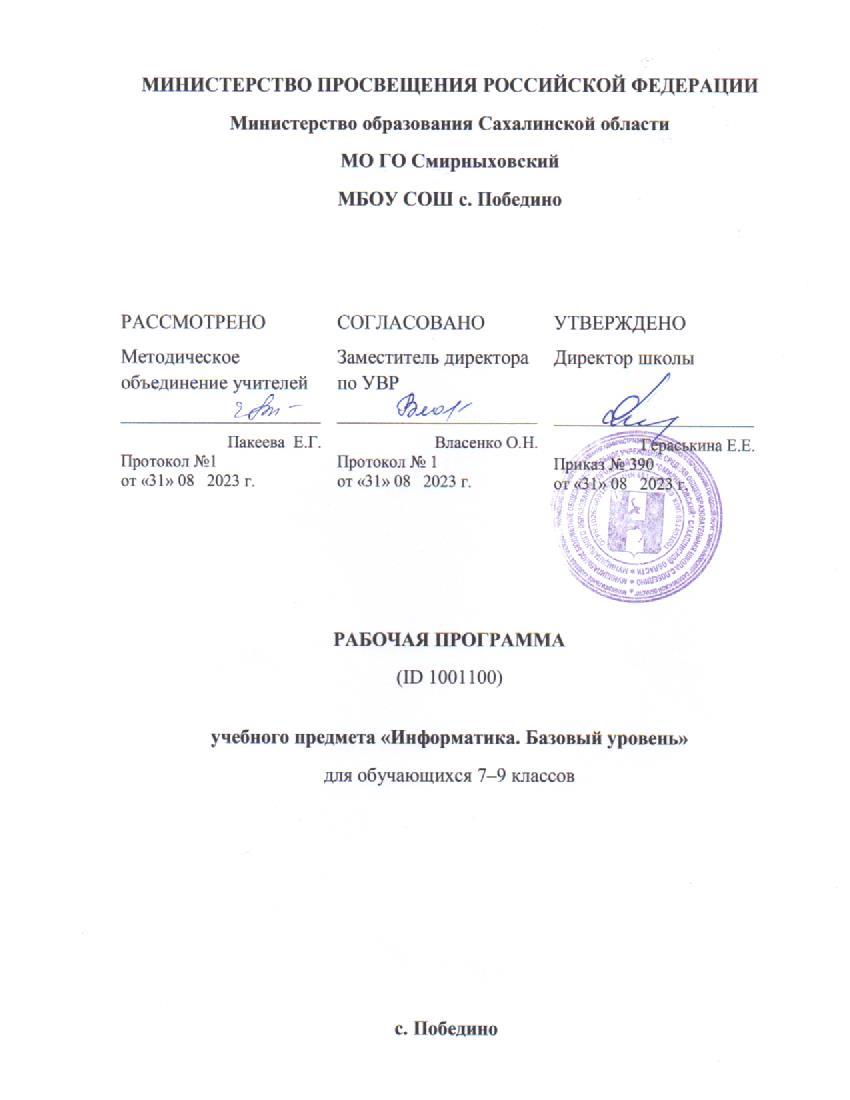 МИНИСТЕРСТВО ПРОСВЕЩЕНИЯ РОССИЙСКОЙ ФЕДЕРАЦИИ
Министерство образования Сахалинской области
МО ГО Смирныховский
МБОУ СОШ с. Победино
РАССМОТРЕНО
Методическое
объединение учителей
Пакеева Е.Г.
Протокол №1
от «31» 08 2023 г.
СОГЛАСОВАНО
Заместитель директора
по УВР
Власенко О.Н.
Протокол № 1
от «31» 08 2023 г.
УТВЕРЖДЕНО
Директор школы
Гераськина Е.Е.
Приказ № 390
от «31» 08 2023 г.
РАБОЧАЯ ПРОГРАММА
(ID 1001100)
учебного предмета «Информатика. Базовый уровень»
для обучающихся 7–9 классов
с. Победино